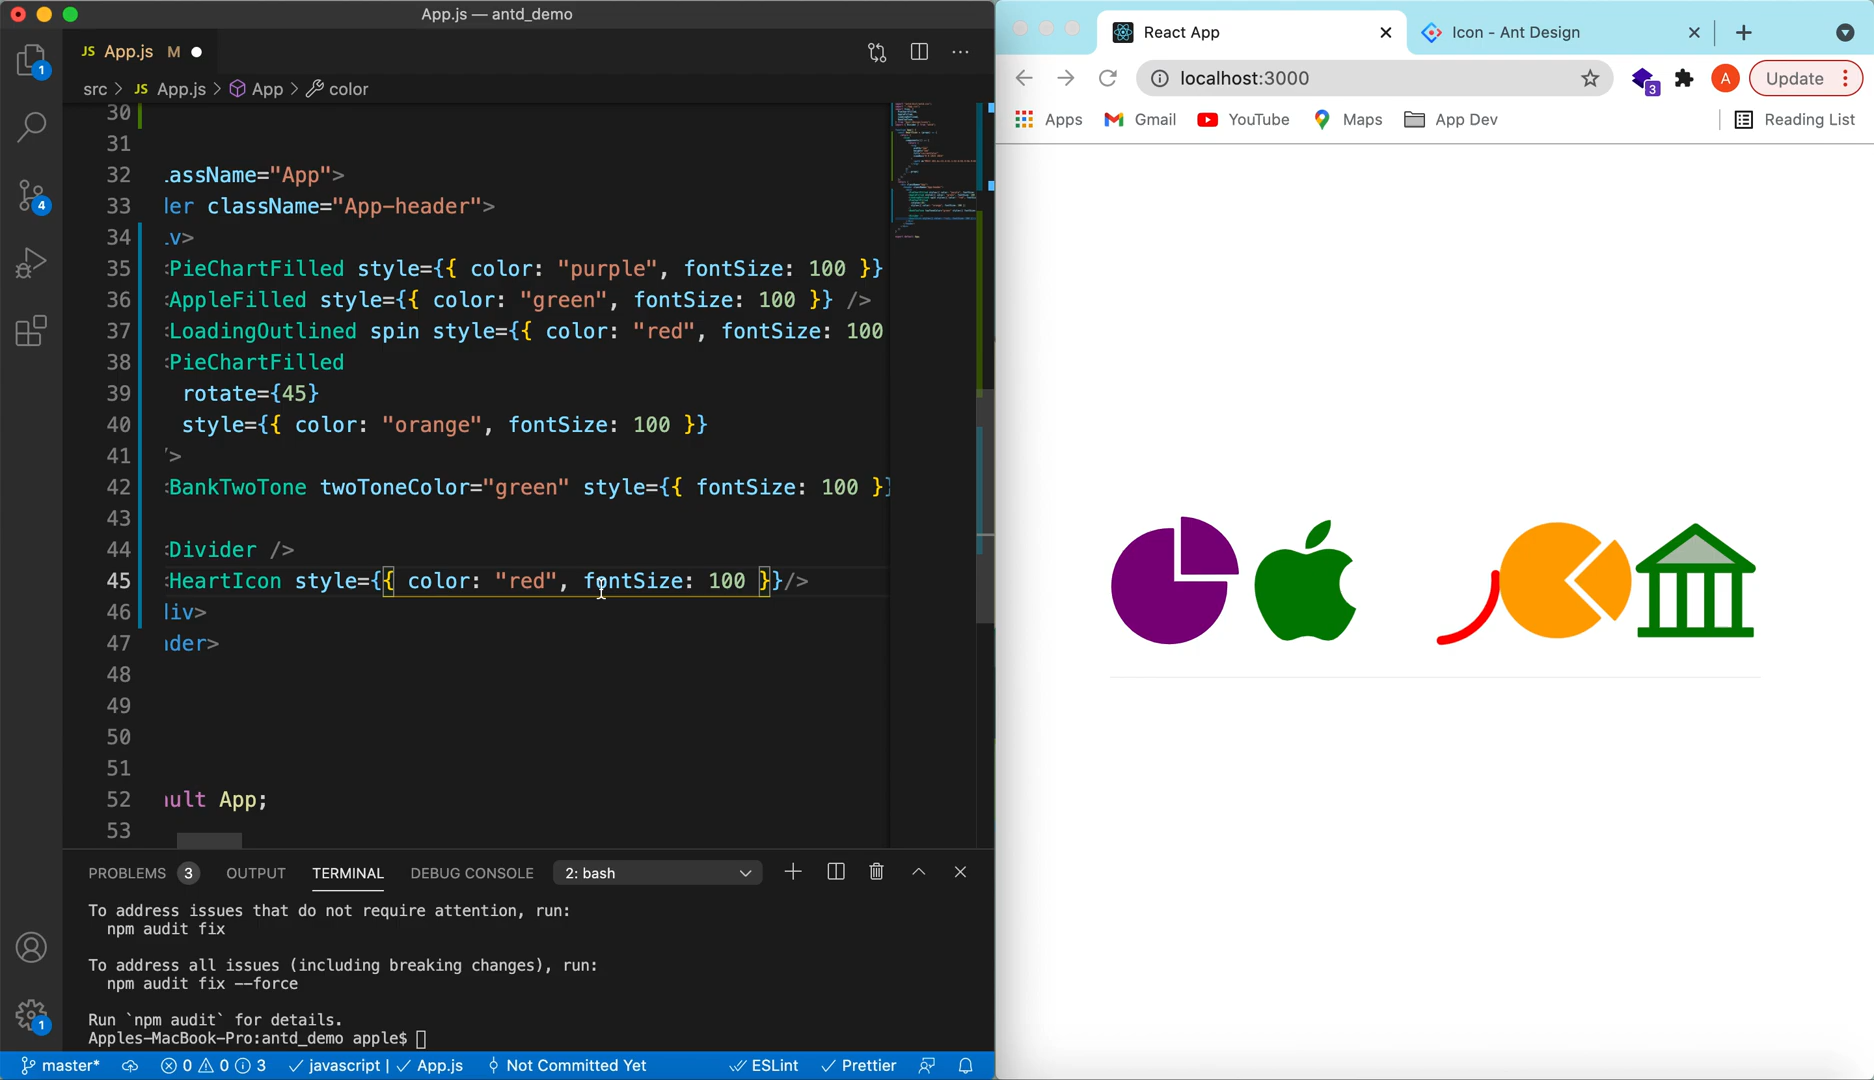 App.js — antd_demo
JS App.js M
src > JS App.js > App > color
30
31
32 .assName="App">
33 ler className="App-header">
34 .v>
35 PieChartFilled style={{ color: "purple", fontSize: 100 }}
36 AppleFilled style={{ color: "green", fontSize: 100 }} />
37 LoadingOutlined spin style={{ color: "red", fontSize: 100
38 PieChartFilled
39 rotate={45}
40 style={{ color: "orange", fontSize: 100 }}
41 />
42 BankTwoTone twoToneColor="green" style={{ fontSize: 100 }}
43
44 Divider />
45 HeartIcon style={{ color: "red", fontSize: 100 }}/>
46 liv>
47 der>
48
49
50
51
52 ult App;
53
PROBLEMS 3 OUTPUT TERMINAL DEBUG CONSOLE 2: bash
To address issues that do not require attention, run:
npm audit fix
To address all issues (including breaking changes), run:
npm audit fix --force
Run `npm audit` for details.
Apples-MacBook-Pro:antd_demo apple$
1
4
1
master* 0 0 3 javascript | App.js Not Committed Yet ESLint Prettier
React App
Icon - Ant Design
localhost:3000
3
A
Update
Apps Gmail YouTube Maps App Dev Reading List